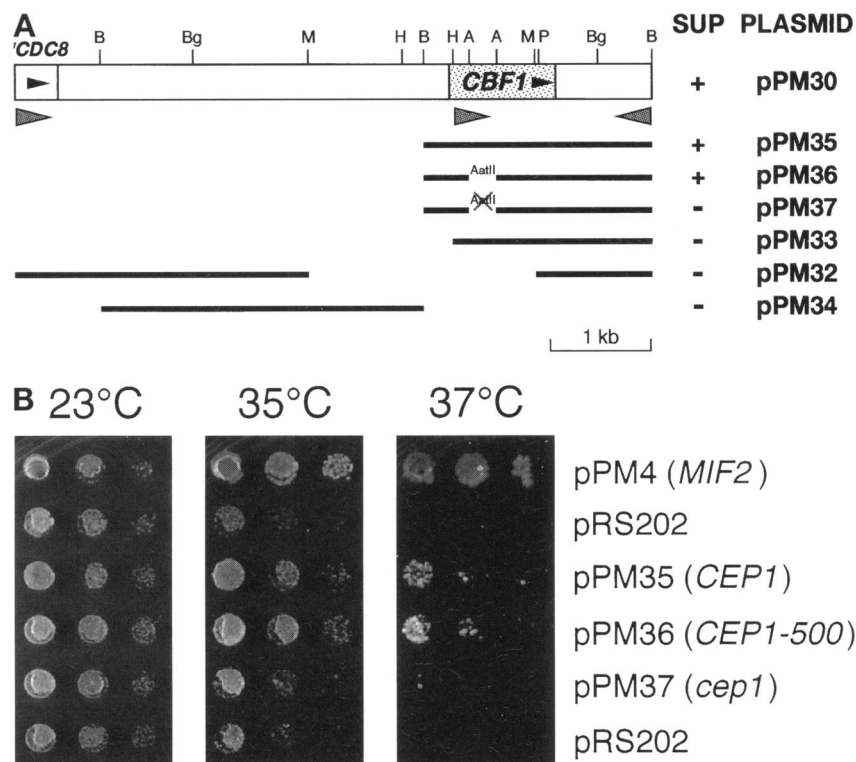 A
SUP PLASMID
B Bg M H B H A A M P Bg B
'CDC8
CBF1
+ pPM30
+ pPM35
AatII
+ pPM36
AatII
- pPM37
- pPM33
- pPM32
- pPM34
1 kb
B 23°C 35°C 37°C
pPM4 (MIF2)
pRS202
pPM35 (CEP1)
pPM36 (CEP1-500)
pPM37 (cep1)
pRS202